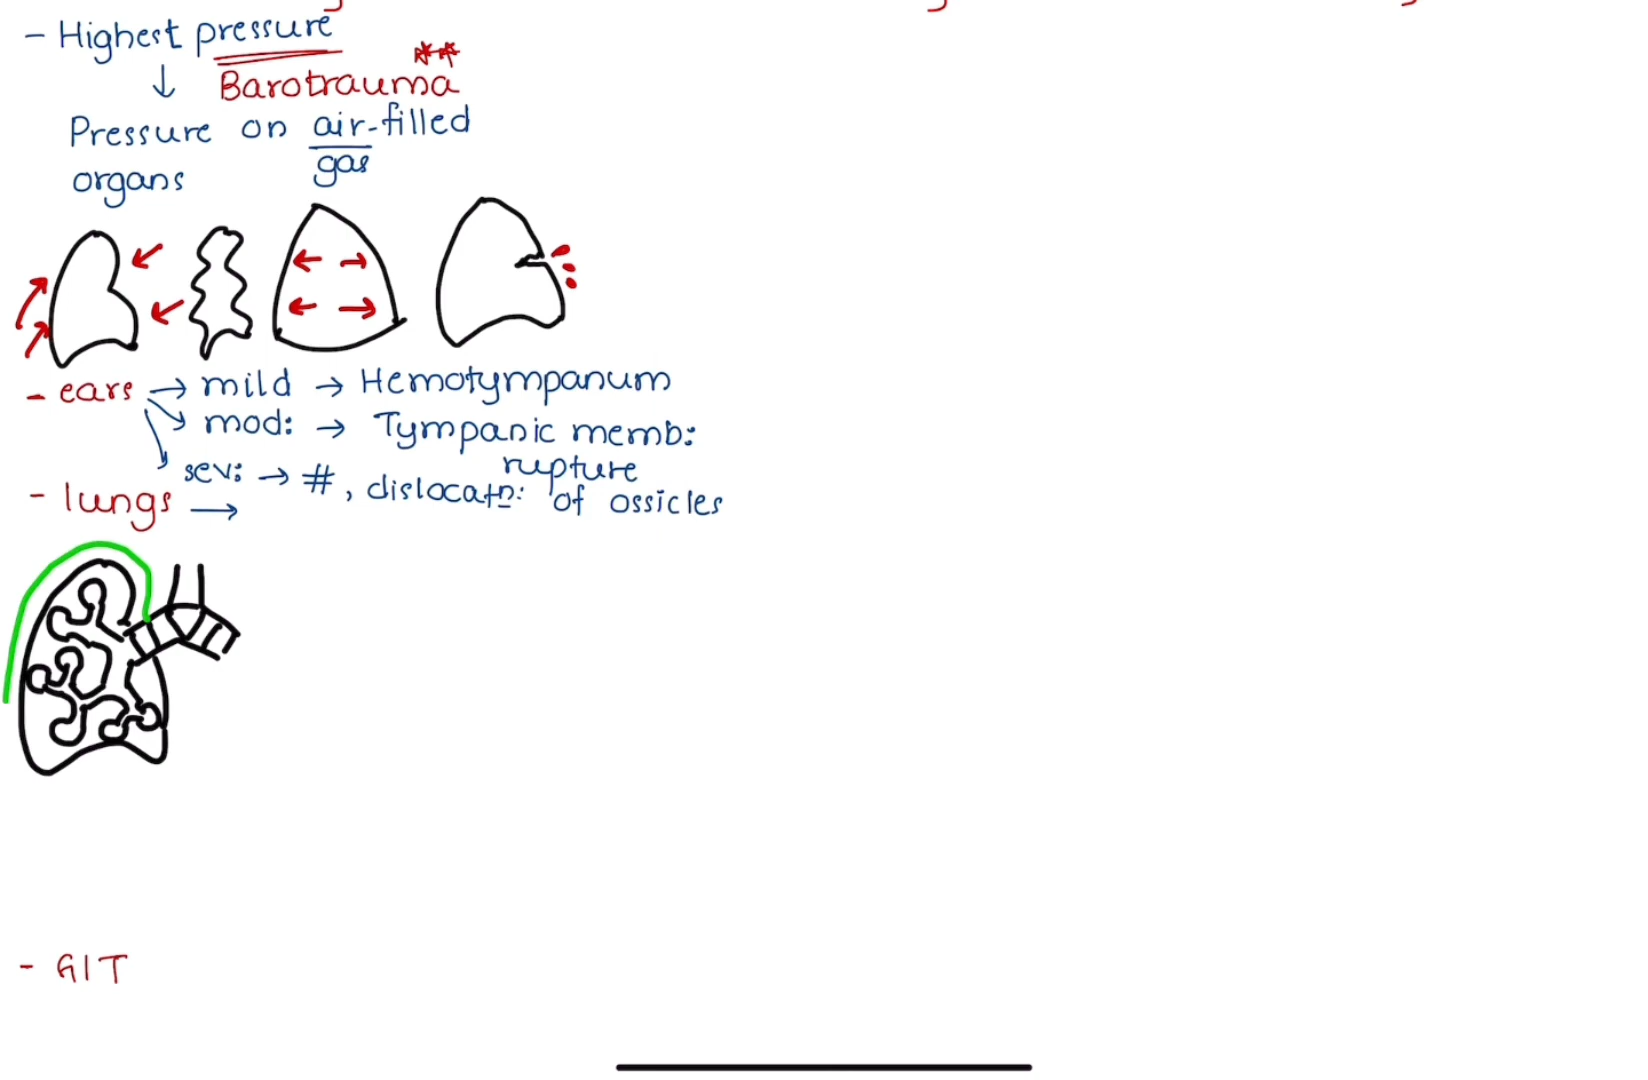 - Highest pressure
↓ Barotrauma **
Pressure on air-filled
gas
organs
- ears → mild → Hemotympanum
mod: → Tympanic memb:
rupture
sev: → #, dislocatn: of ossicles
- lungs →
- GIT